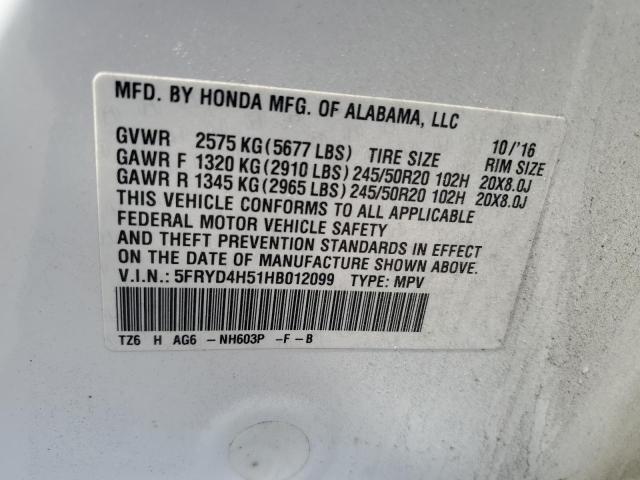 MFD. BY HONDA MFG. OF ALABAMA, LLC
GVWR 2575 KG (5677 LBS) TIRE SIZE 10/'16 RIM SIZE
GAWR F 1320 KG (2910 LBS) 245/50R20 102H 20X8.0J
GAWR R 1345 KG (2965 LBS) 245/50R20 102H 20X8.0J
THIS VEHICLE CONFORMS TO ALL APPLICABLE
FEDERAL MOTOR VEHICLE SAFETY
AND THEFT PREVENTION STANDARDS IN EFFECT
ON THE DATE OF MANUFACTURE SHOWN ABOVE.
V.I.N.: 5FRYD4H51HB012099 TYPE: MPV
TZ6 H AG6 -NH603P -F -B